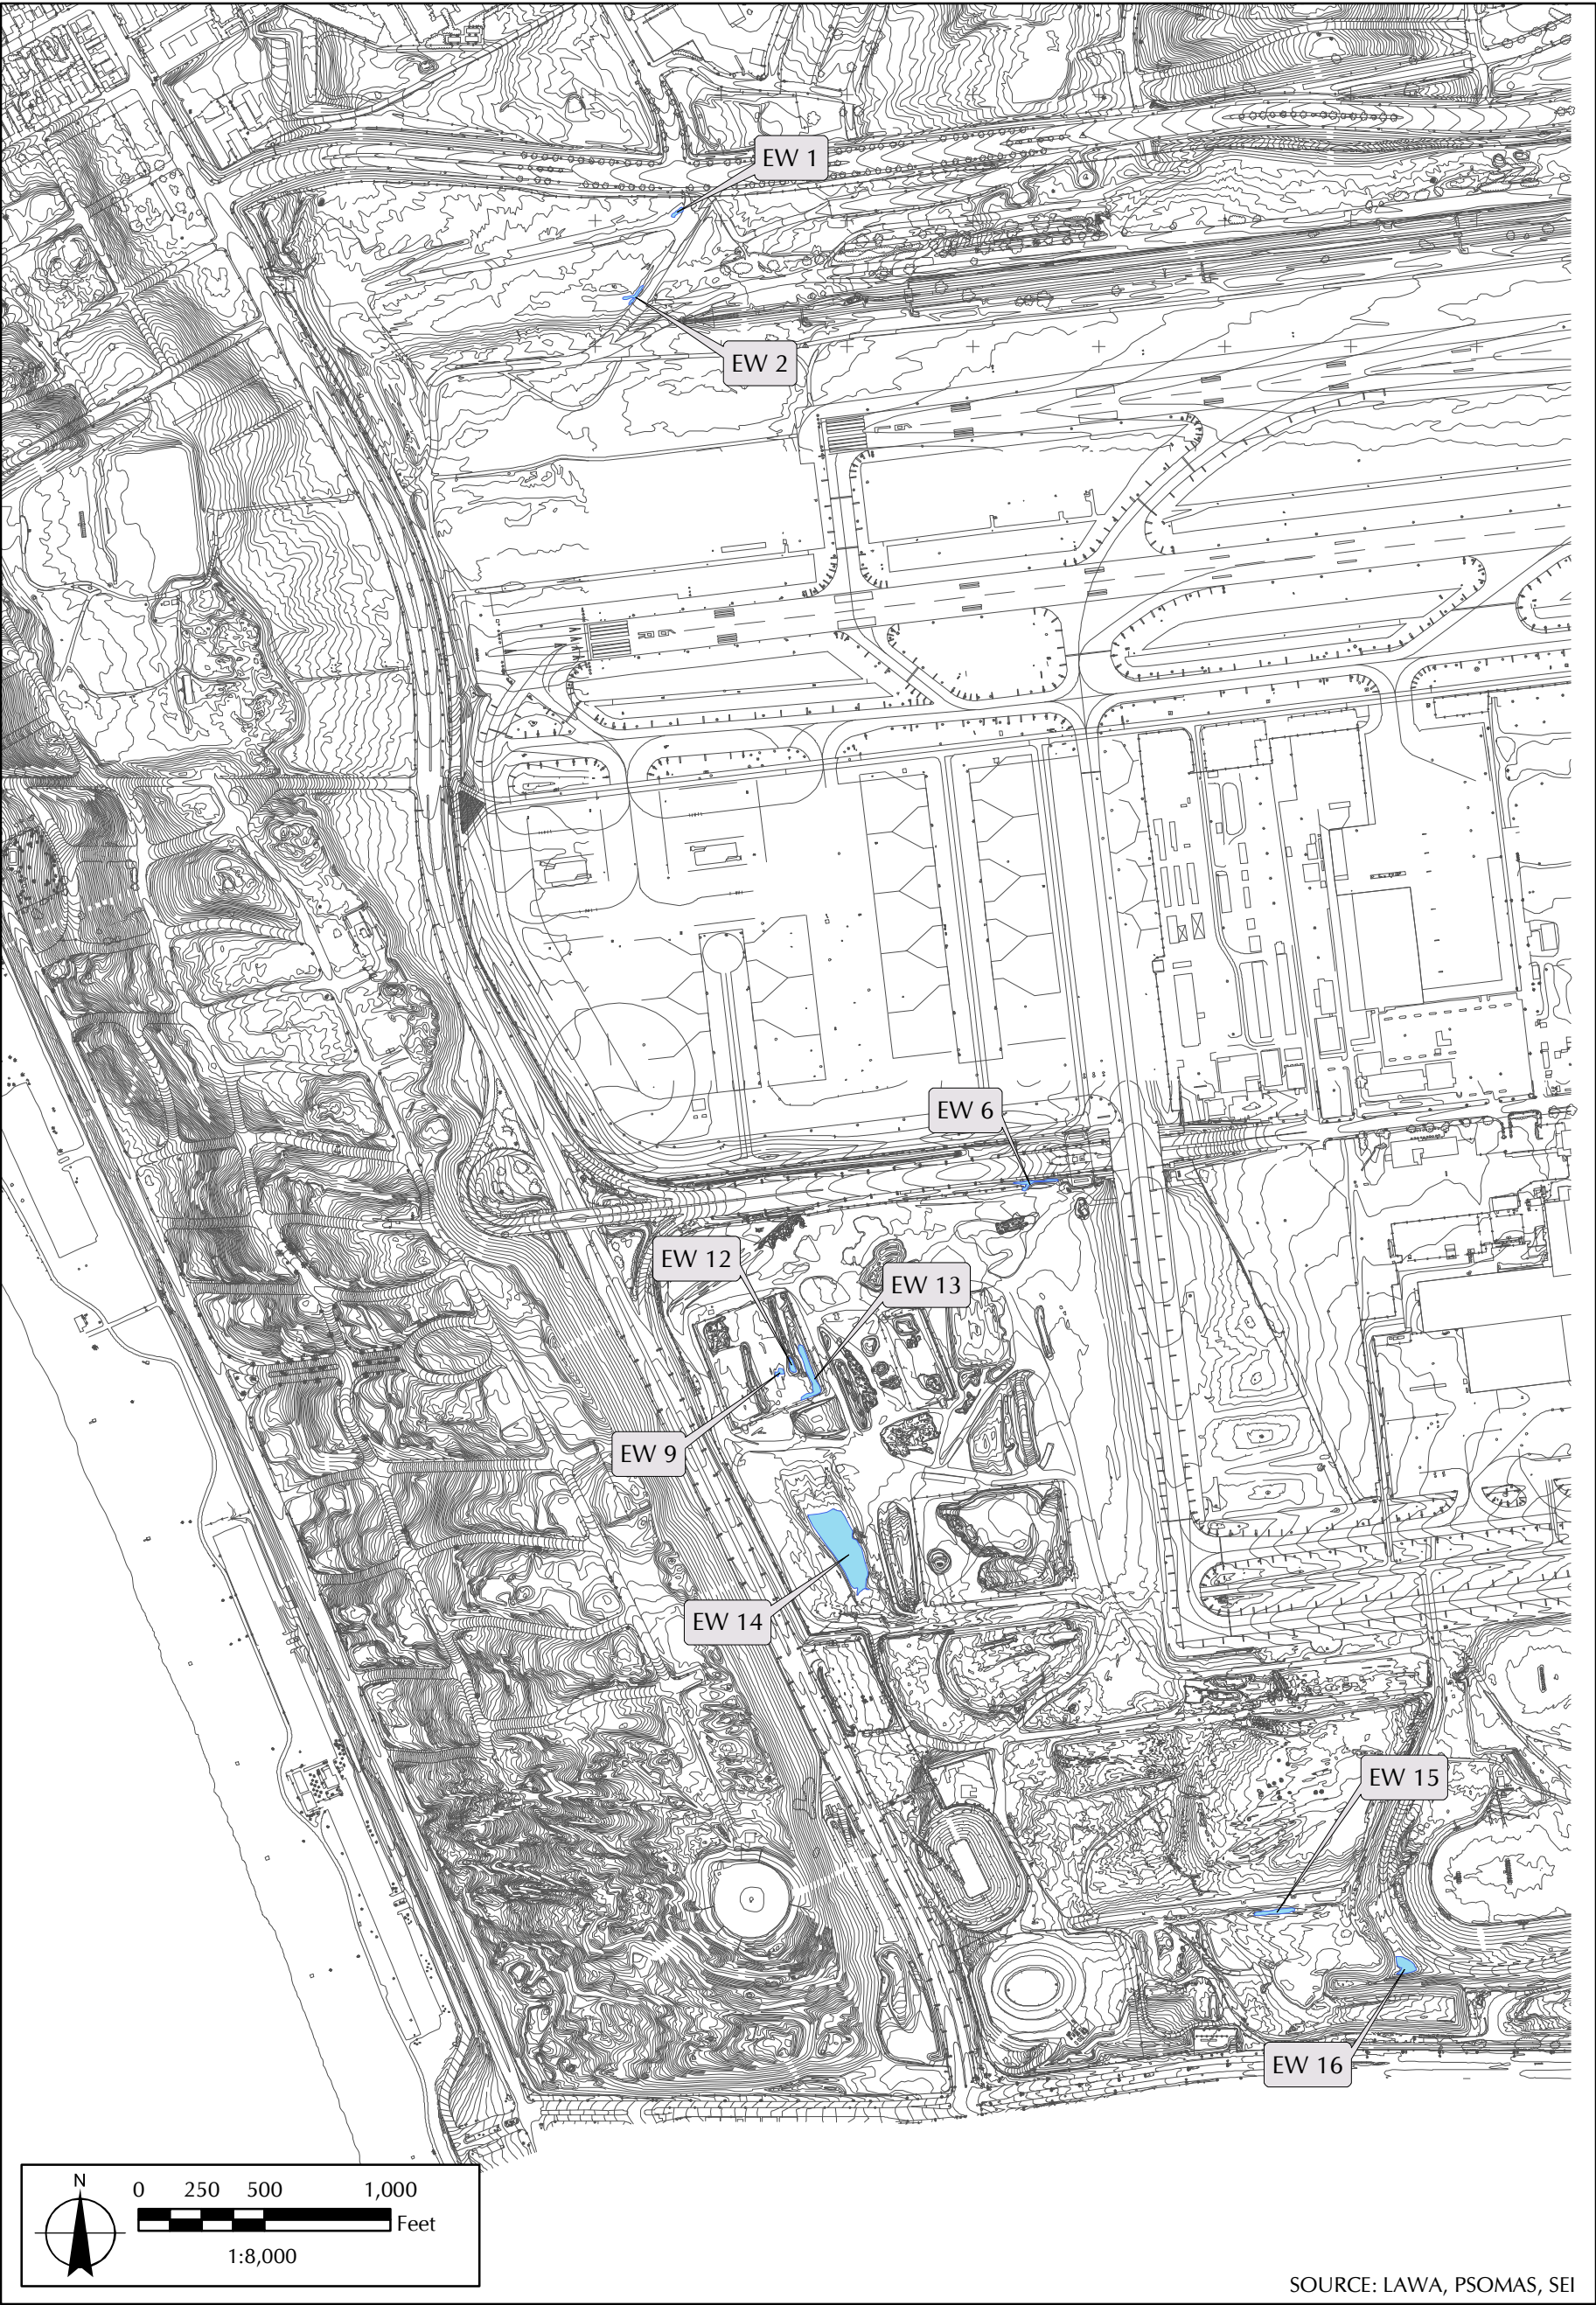 EW 1
EW 2
EW 6
EW 12
EW 13
EW 9
EW 14
EW 15
EW 16
N
0 250 500 1,000
Feet
1:8,000
SOURCE: LAWA, PSOMAS, SEI